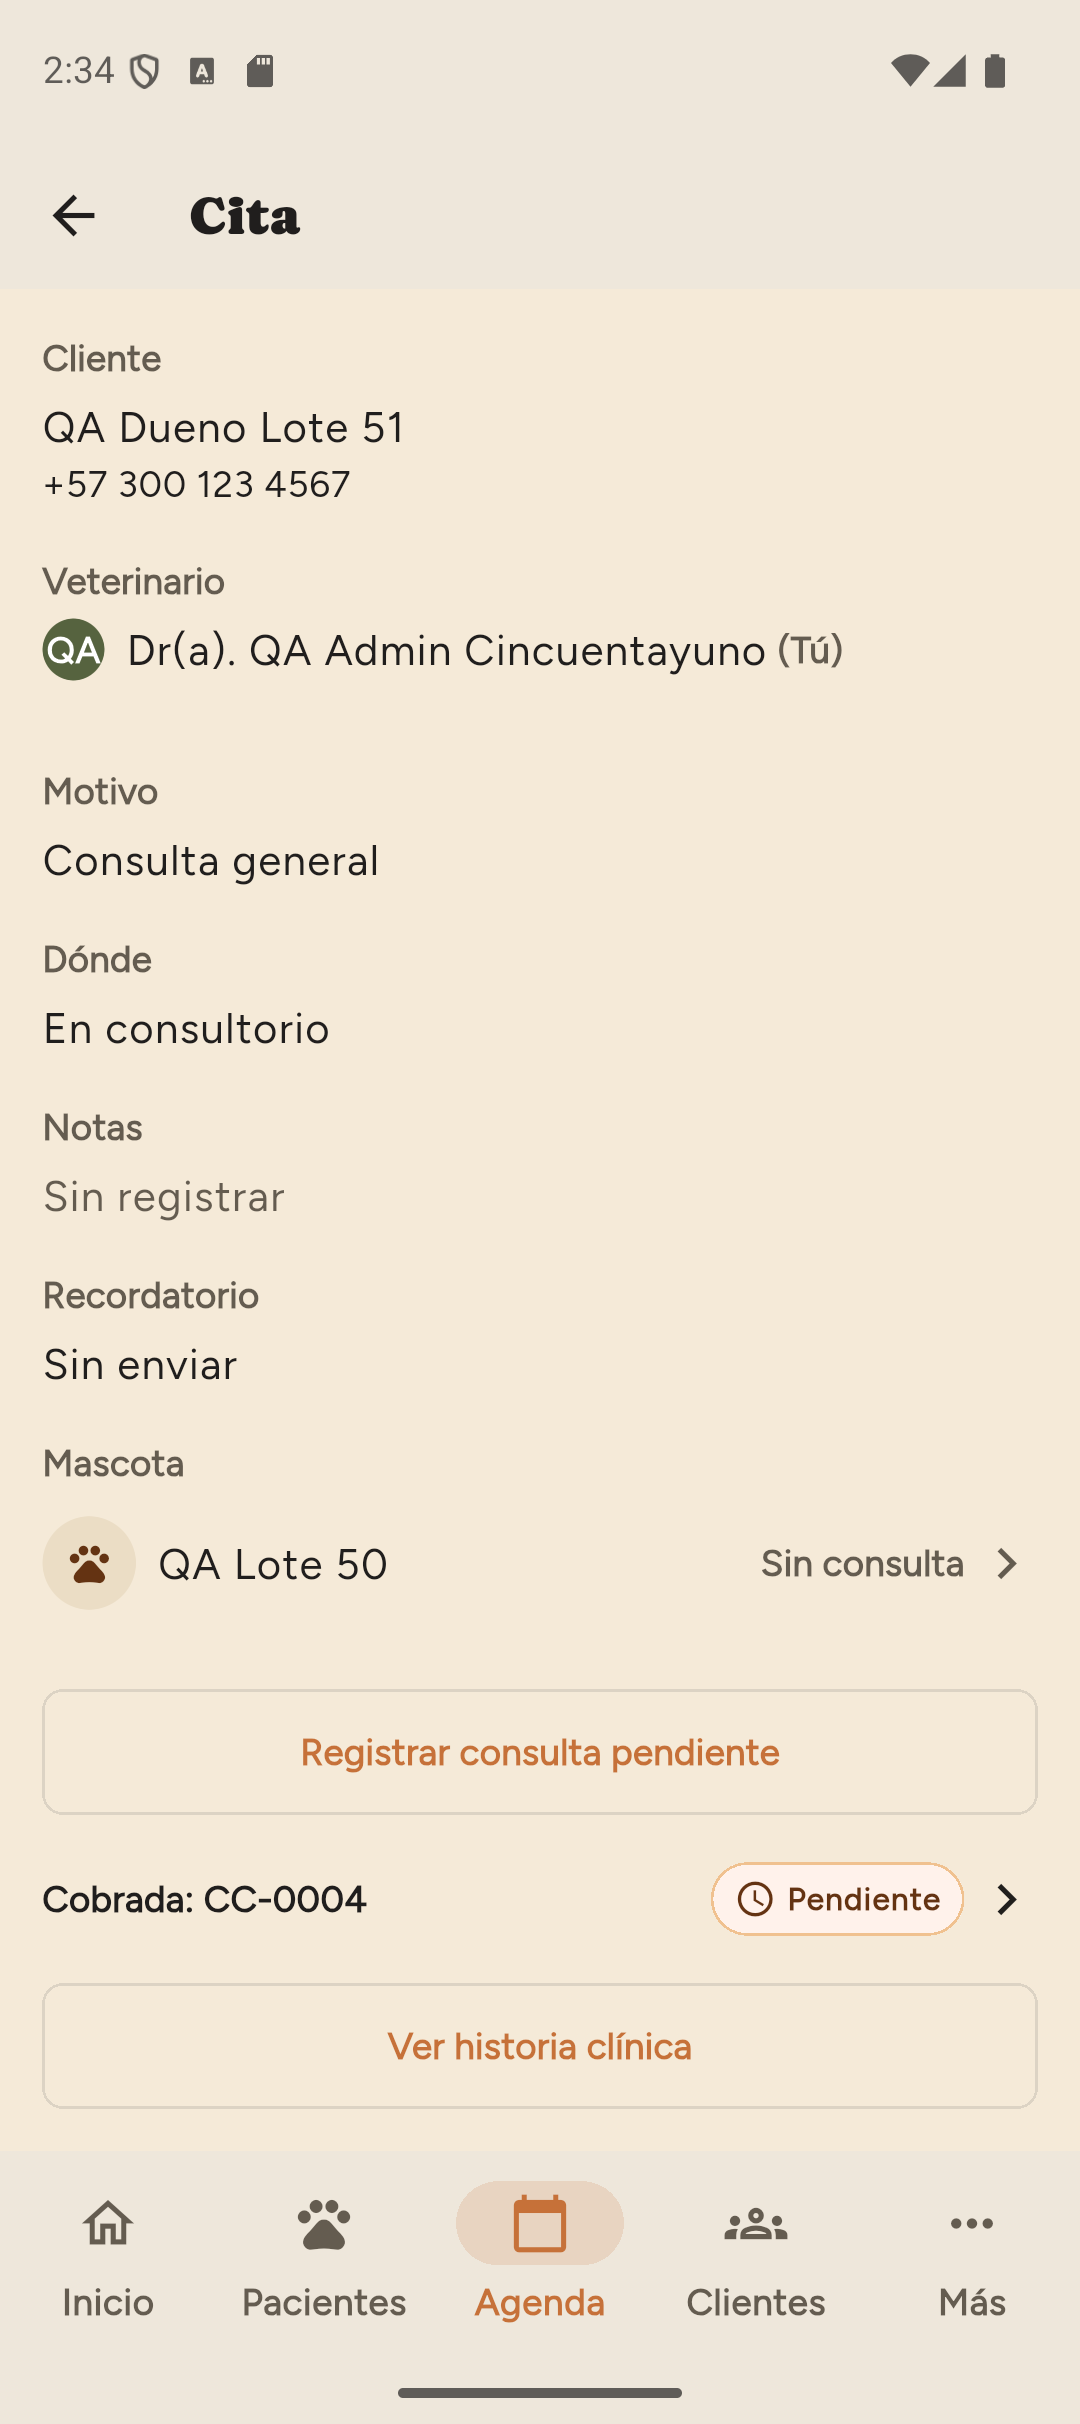 2:34
Cita
Cliente
QA Dueno Lote 51
+57 300 123 4567
Veterinario
QA Dr(a). QA Admin Cincuentayuno (Tú)
Motivo
Consulta general
Dónde
En consultorio
Notas
Sin registrar
Recordatorio
Sin enviar
Mascota
QA Lote 50 Sin consulta
Registrar consulta pendiente
Cobrada: CC-0004 Pendiente
Ver historia clínica
Inicio Pacientes Agenda Clientes Más